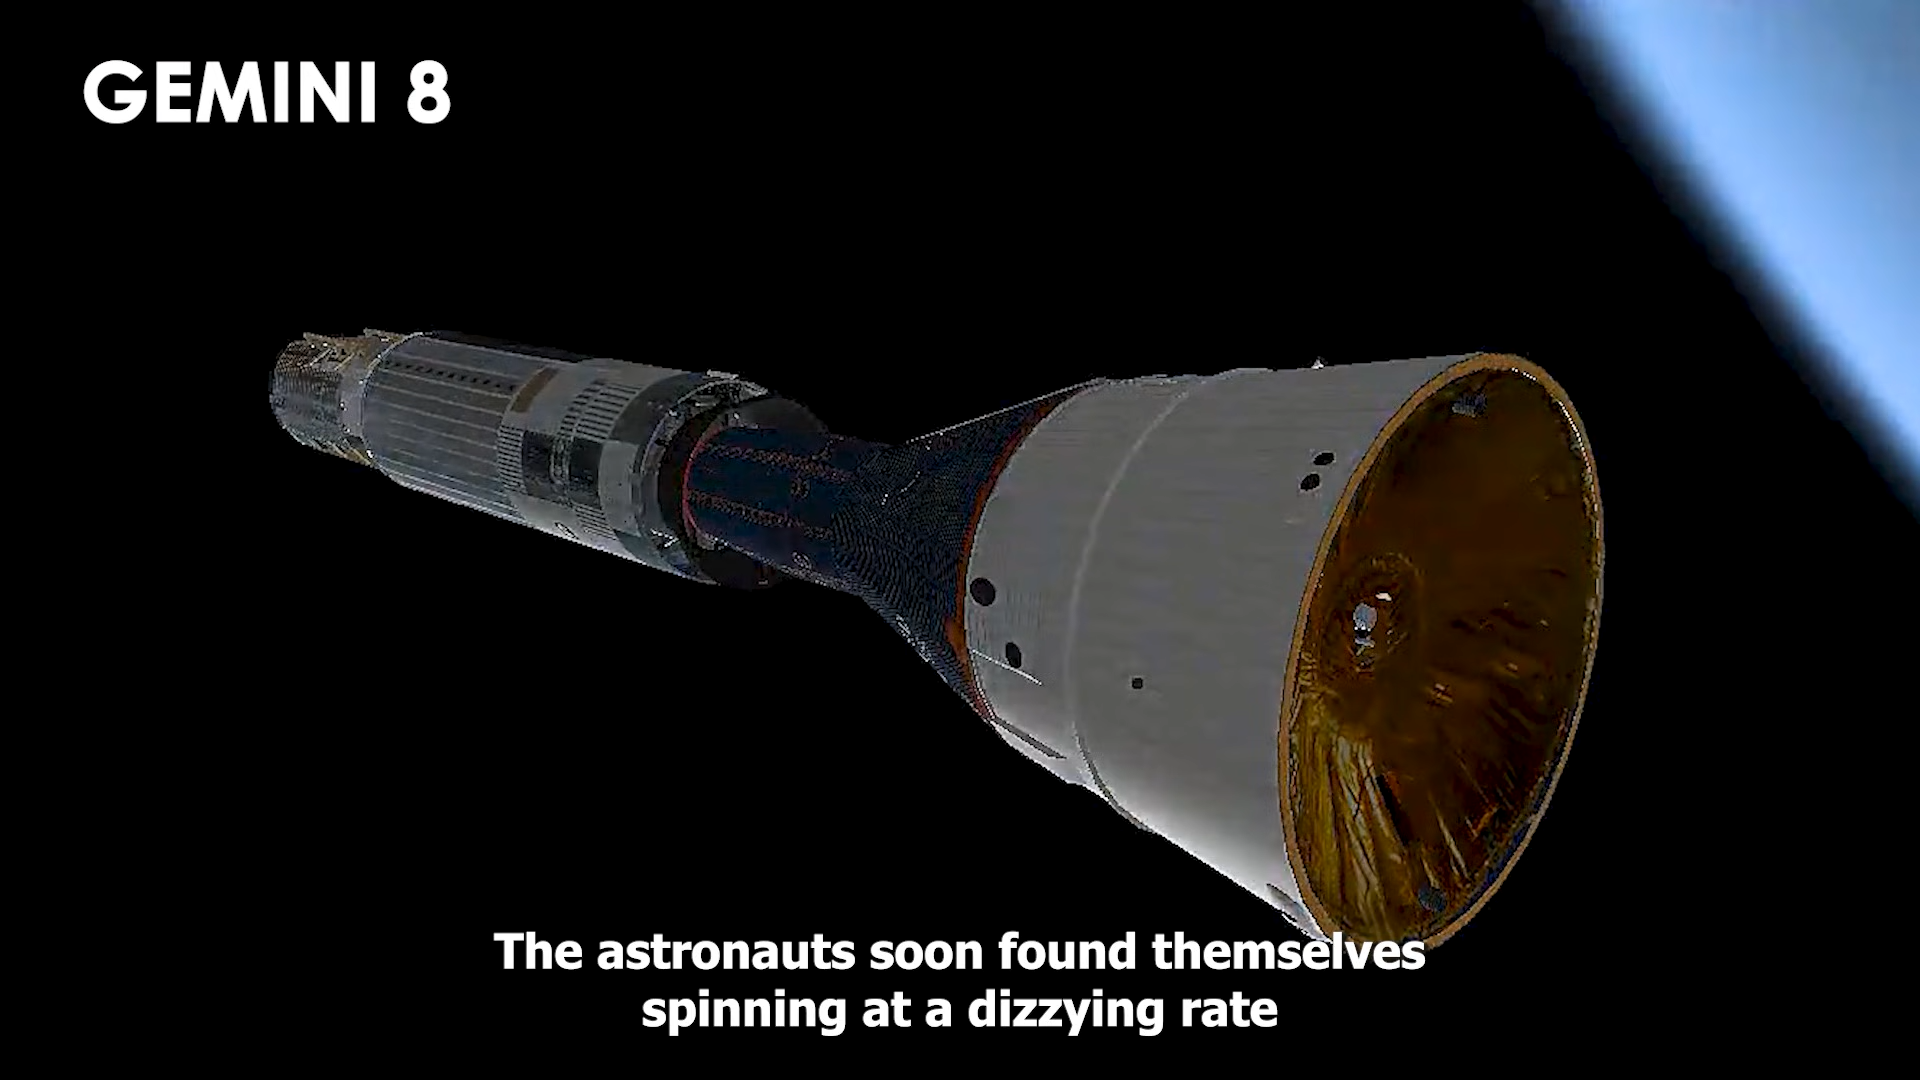 GEMINI 8
The astronauts soon found themselves
spinning at a dizzying rate